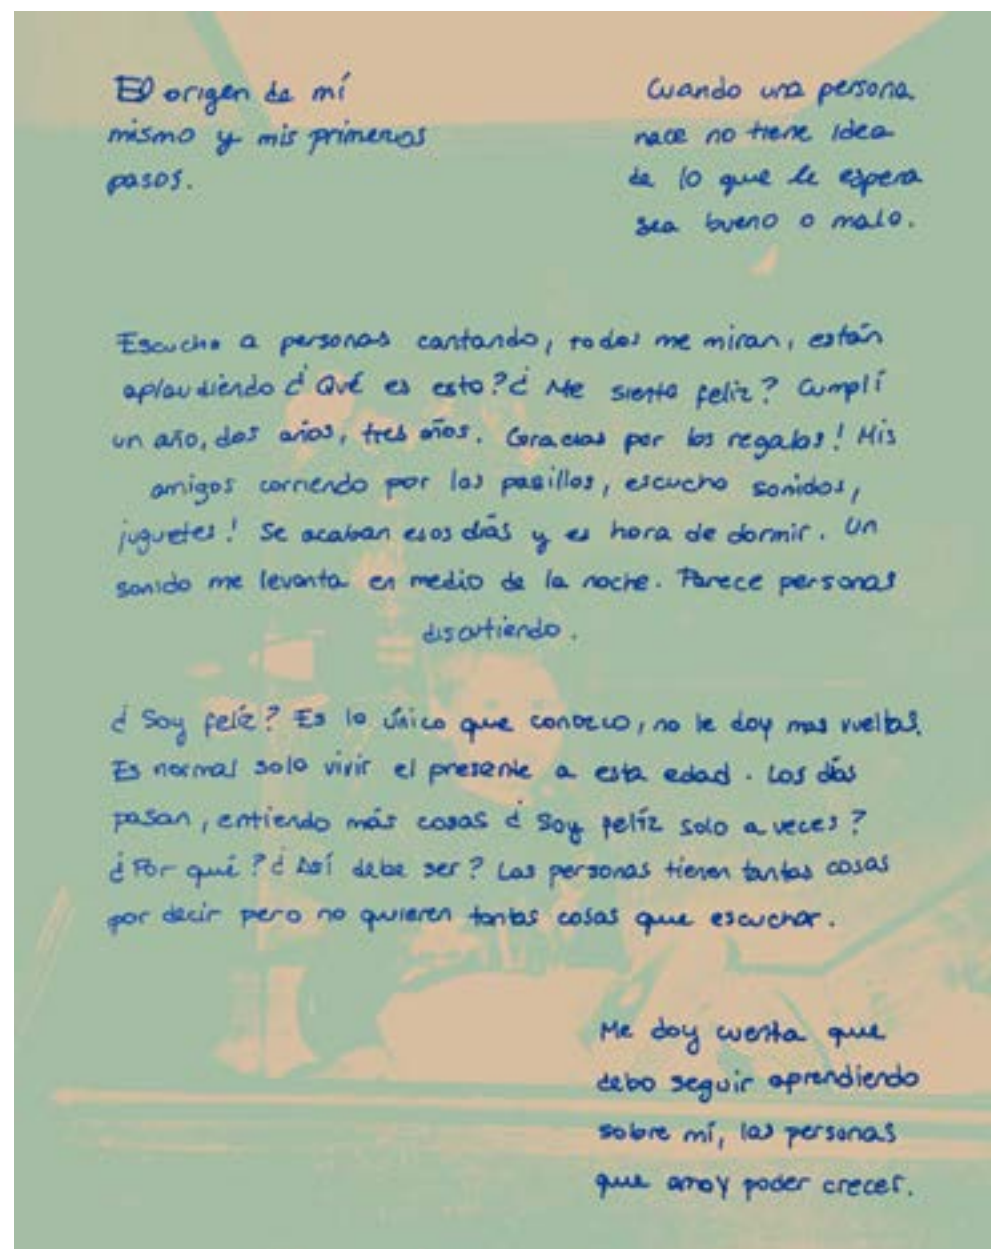 El origen de mí
mismo y mis primeros
pasos.
Cuando una persona
nace no tiene idea
de lo que le espera
sea bueno o malo.
Escucho a personas cantando, todos me miran, están
aplaudiendo ¿ Qué es esto? ¿ Me siento feliz? Cumplí
un año, dos años, tres años. Gracias por los regalos! Mis
amigos corriendo por los pasillos, escucho sonidos,
juguetes! Se acaban esos días y es hora de dormir. Un
sonido me levanta en medio de la noche. Parece personas
discutiendo.
¿ Soy felíz? Es lo único que conozco, no le doy mas vueltas.
Es normal solo vivir el presente a esta edad. Los días
pasan, entiendo más cosas ¿ Soy felíz solo a veces?
¿ Por qué? ¿ Así debe ser? Las personas tienen tantas cosas
por decir pero no quieren tantas cosas que escuchar.
Me doy cuenta que
debo seguir aprendiendo
sobre mí, las personas
que amo y poder crecer.